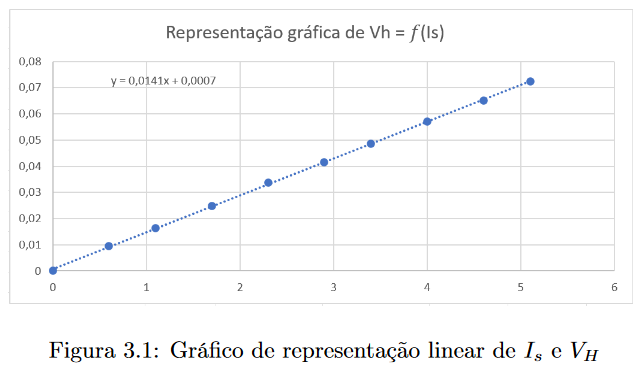 Representação gráfica de Vh = f(Is)
0,08
y = 0,0141x + 0,0007
0,07
0,06
0,05
0,04
0,03
0,02
0,01
0
0 1 2 3 4 5 6
Figura 3.1: Gráfico de representação linear de I_s e V_H